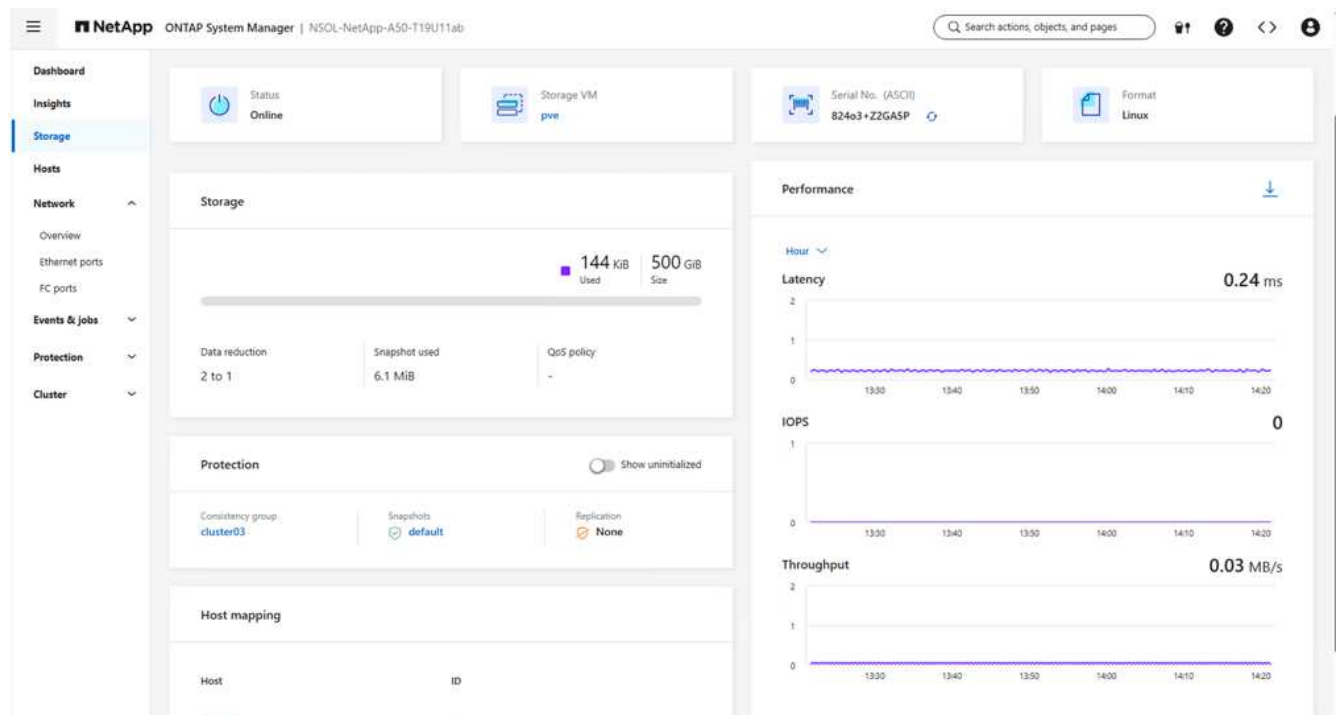 NetApp ONTAP System Manager | NSOL-NetApp-A50-T19U11ab
Search actions, objects, and pages
Dashboard
Insights
Storage
Hosts
Network
Overview
Ethernet ports
FC ports
Events & jobs
Protection
Cluster
Status
Online
Storage VM
pve
Serial No. (ASCII)
824o3+Z2GA5P
Format
Linux
Storage
144 KiB
Used
500 GiB
Size
Data reduction
2 to 1
Snapshot used
6.1 MiB
QoS policy
-
Protection
Show uninitialized
Consistency group
cluster03
Snapshots
default
Replication
None
Host mapping
Host ID
Performance
Hour
Latency 0.24 ms
2
1
0
13:30 13:40 13:50 14:00 14:10 14:20
IOPS 0
1
0
13:30 13:40 13:50 14:00 14:10 14:20
Throughput 0.03 MB/s
2
1
0
13:30 13:40 13:50 14:00 14:10 14:20